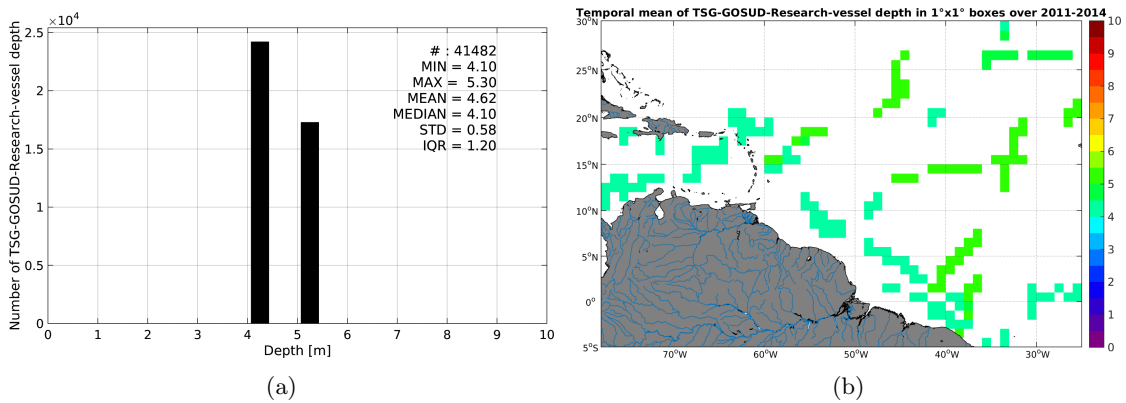 ×10⁴
2.5
2
1.5
1
0.5
0
0 1 2 3 4 5 6 7 8 9 10
Number of TSG-GOSUD-Research-vessel depth
Depth [m]
# : 41482
MIN = 4.10
MAX = 5.30
MEAN = 4.62
MEDIAN = 4.10
STD = 0.58
IQR = 1.20
(a)
Temporal mean of TSG-GOSUD-Research-vessel depth in 1°x1° boxes over 2011-2014
30°N
25°N
20°N
15°N
10°N
5°N
0°
5°S
70°W 60°W 50°W 40°W 30°W
10
9
8
7
6
5
4
3
2
1
0
(b)